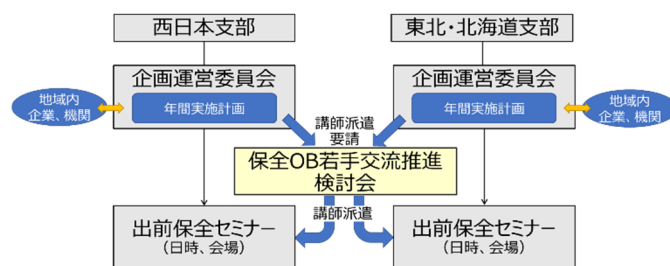 西日本支部
東北・北海道支部
企画運営委員会
年間実施計画
企画運営委員会
年間実施計画
地域内
企業、機関
地域内
企業、機関
講師派遣
要請
保全OB若手交流推進
検討会
講師派遣
出前保全セミナー
(日時、会場)
出前保全セミナー
(日時、会場)